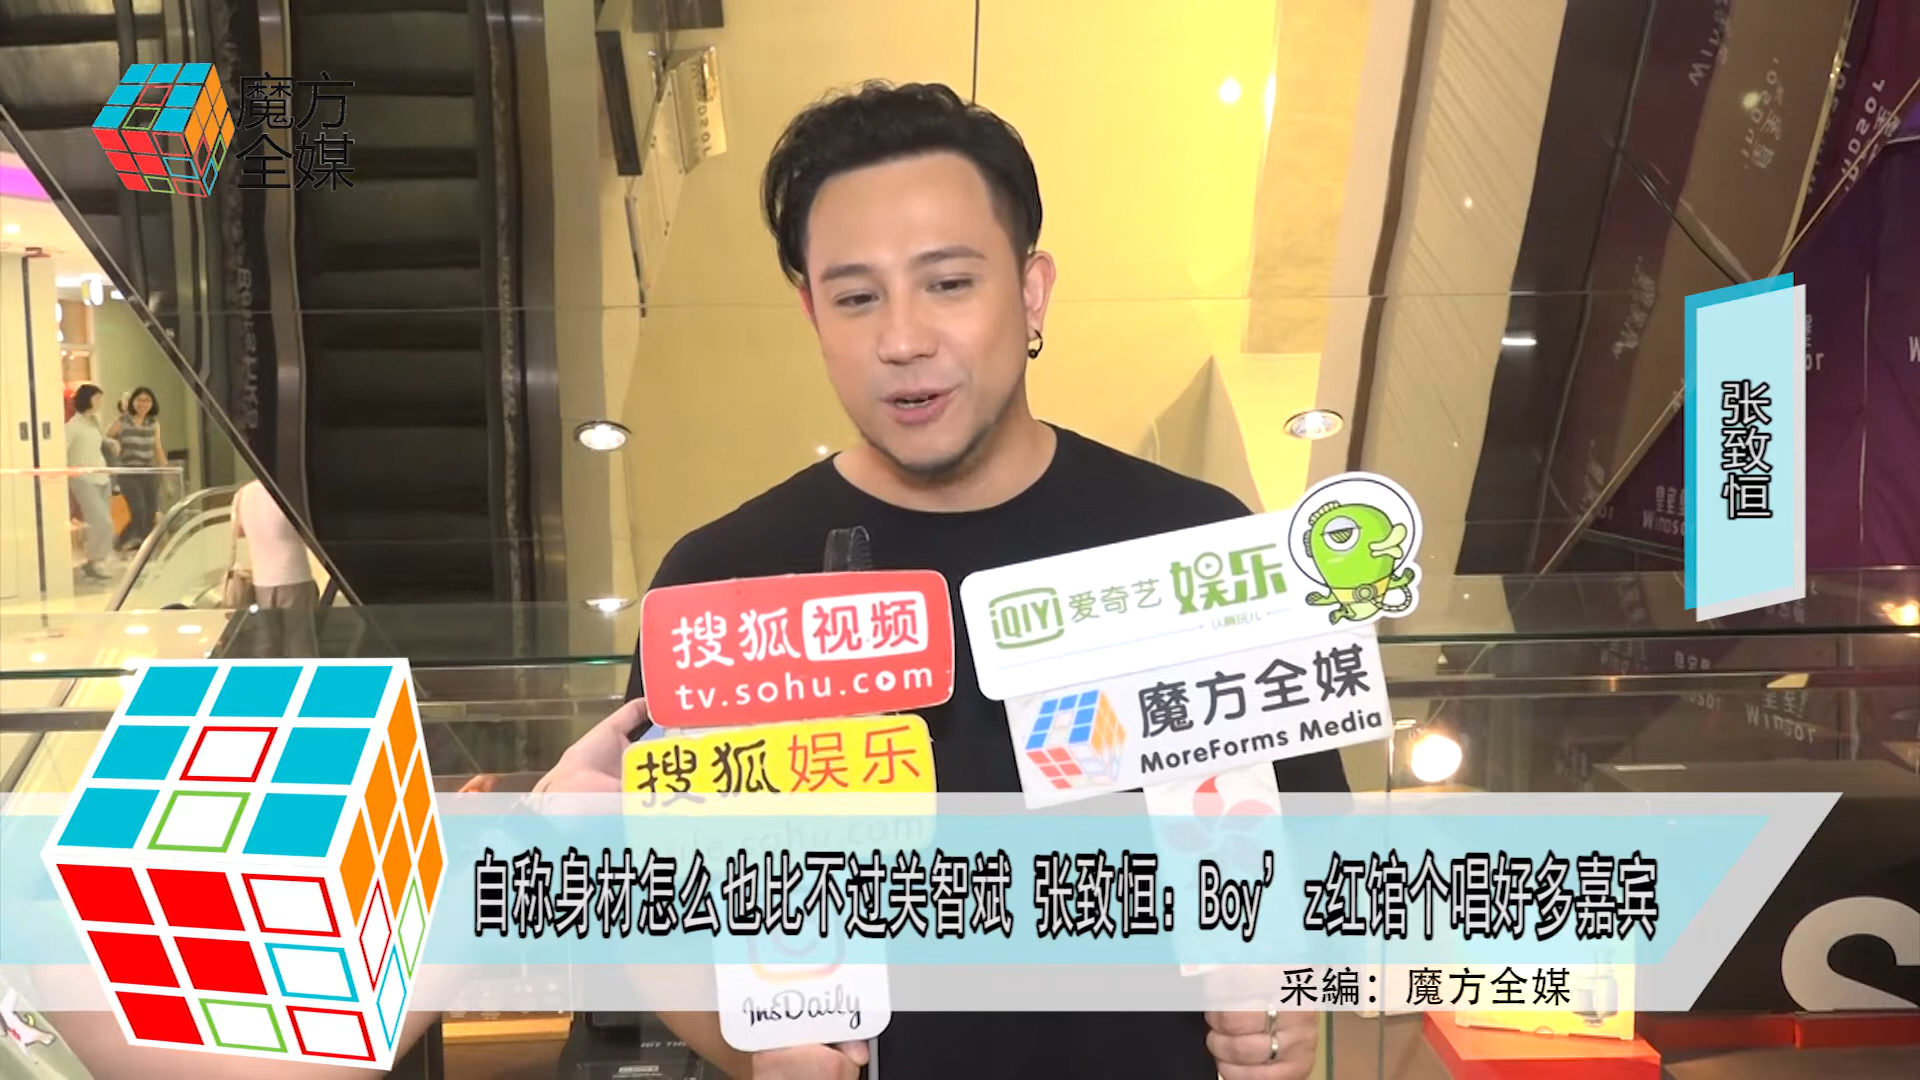 魔方
全媒
张致恒
iQIYI 爱奇艺 娱乐
搜狐视频
tv.sohu.com
魔方全媒
MoreForms Media
搜狐娱乐
自称身材怎么也比不过关智斌 张致恒：Boy’z红馆个唱好多嘉宾
采編：魔方全媒
InsDaily